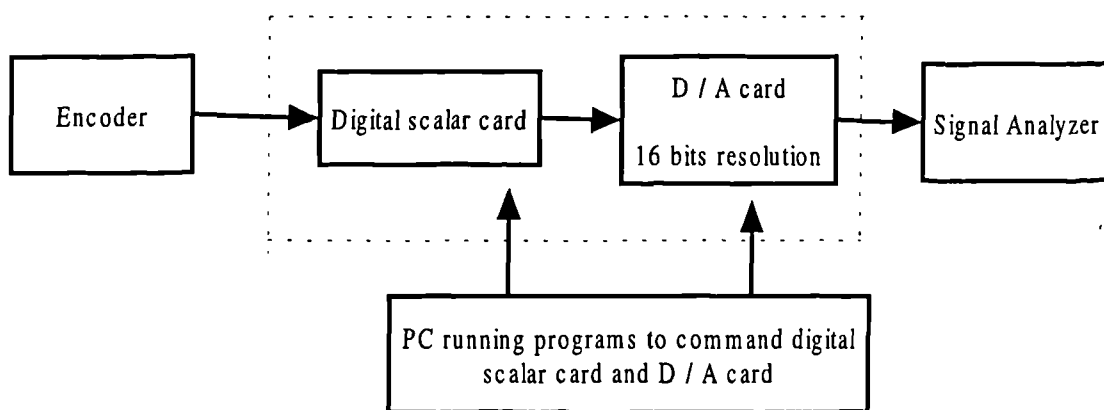 Encoder
Digital scalar card
D / A card
16 bits resolution
Signal Analyzer
PC running programs to command digital
scalar card and D / A card